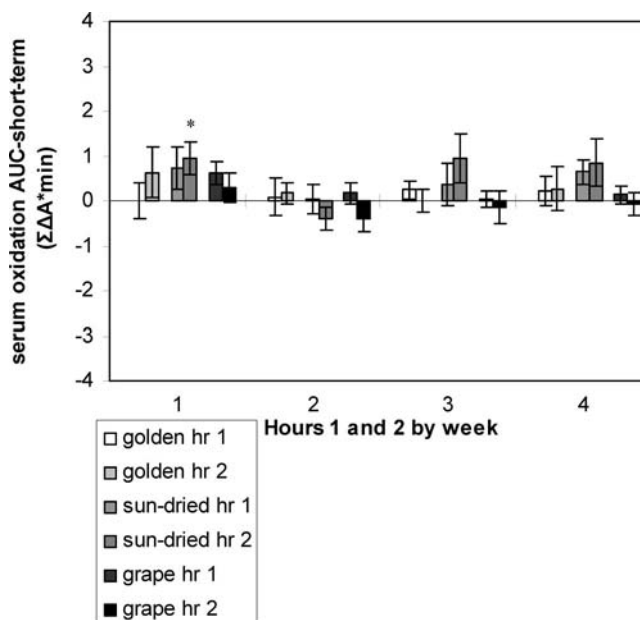 serum oxidation AUC-short-term
(ΣΔΔA*min)
4
3
2
1
0
-1
-2
-3
-4
*
1 2 3 4
Hours 1 and 2 by week
golden hr 1
golden hr 2
sun-dried hr 1
sun-dried hr 2
grape hr 1
grape hr 2